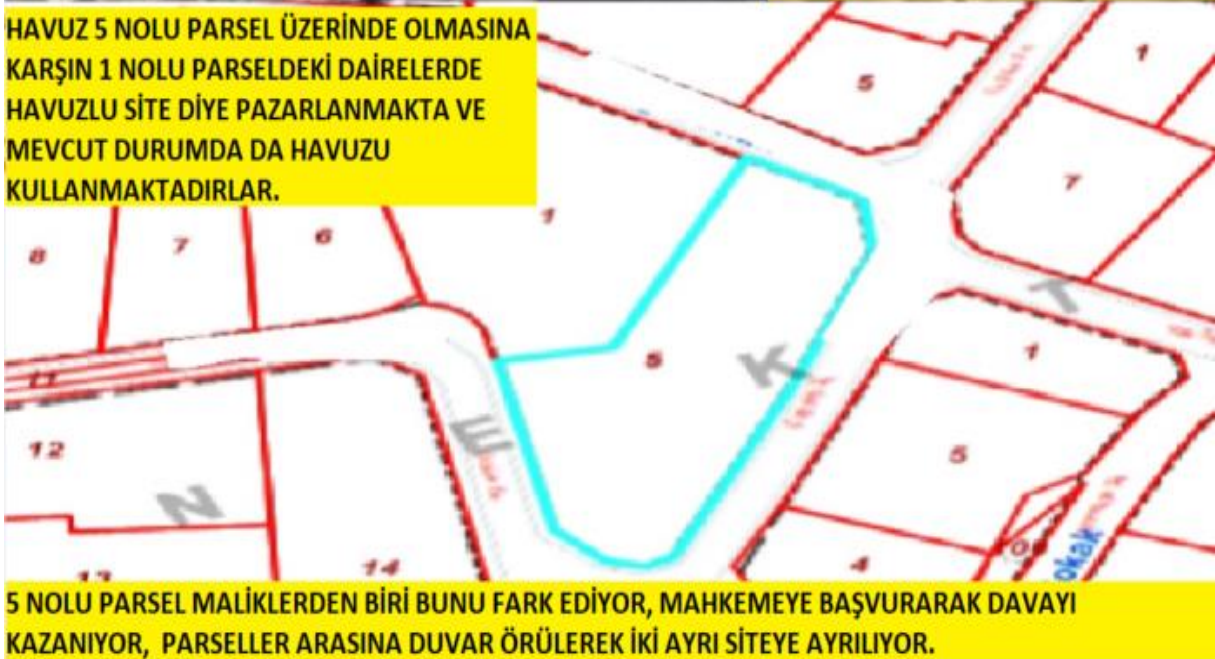 HAVUZ 5 NOLU PARSEL ÜZERİNDE OLMASINA
KARŞIN 1 NOLU PARSELDEKİ DAİRELERDE
HAVUZLU SİTE DİYE PAZARLANMAKTA VE
MEVCUT DURUMDA DA HAVUZU
KULLANMAKTADIRLAR.
5
1
7
1
8
7
6
5
K
T
1
11
E
12
5
N
13
14
4
okak
5 NOLU PARSEL MALİKLERDEN BİRİ BUNU FARK EDİYOR, MAHKEMEYE BAŞVURARAK DAVAYI
KAZANIYOR, PARSELLER ARASINA DUVAR ÖRÜLEREK İKİ AYRI SİTEYE AYRILIYOR.